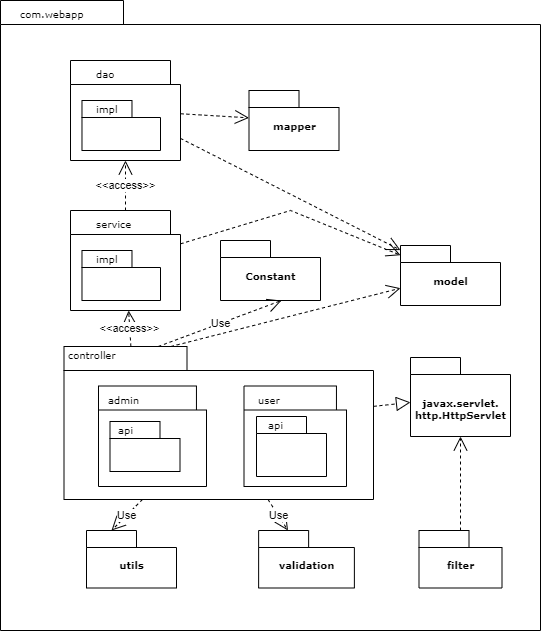 com.webapp
dao
impl
mapper
<<access>>
service
impl
Constant
model
Use
<<access>>
controller
admin
api
user
api
javax.servlet.
http.HttpServlet
Use
Use
utils
validation
filter